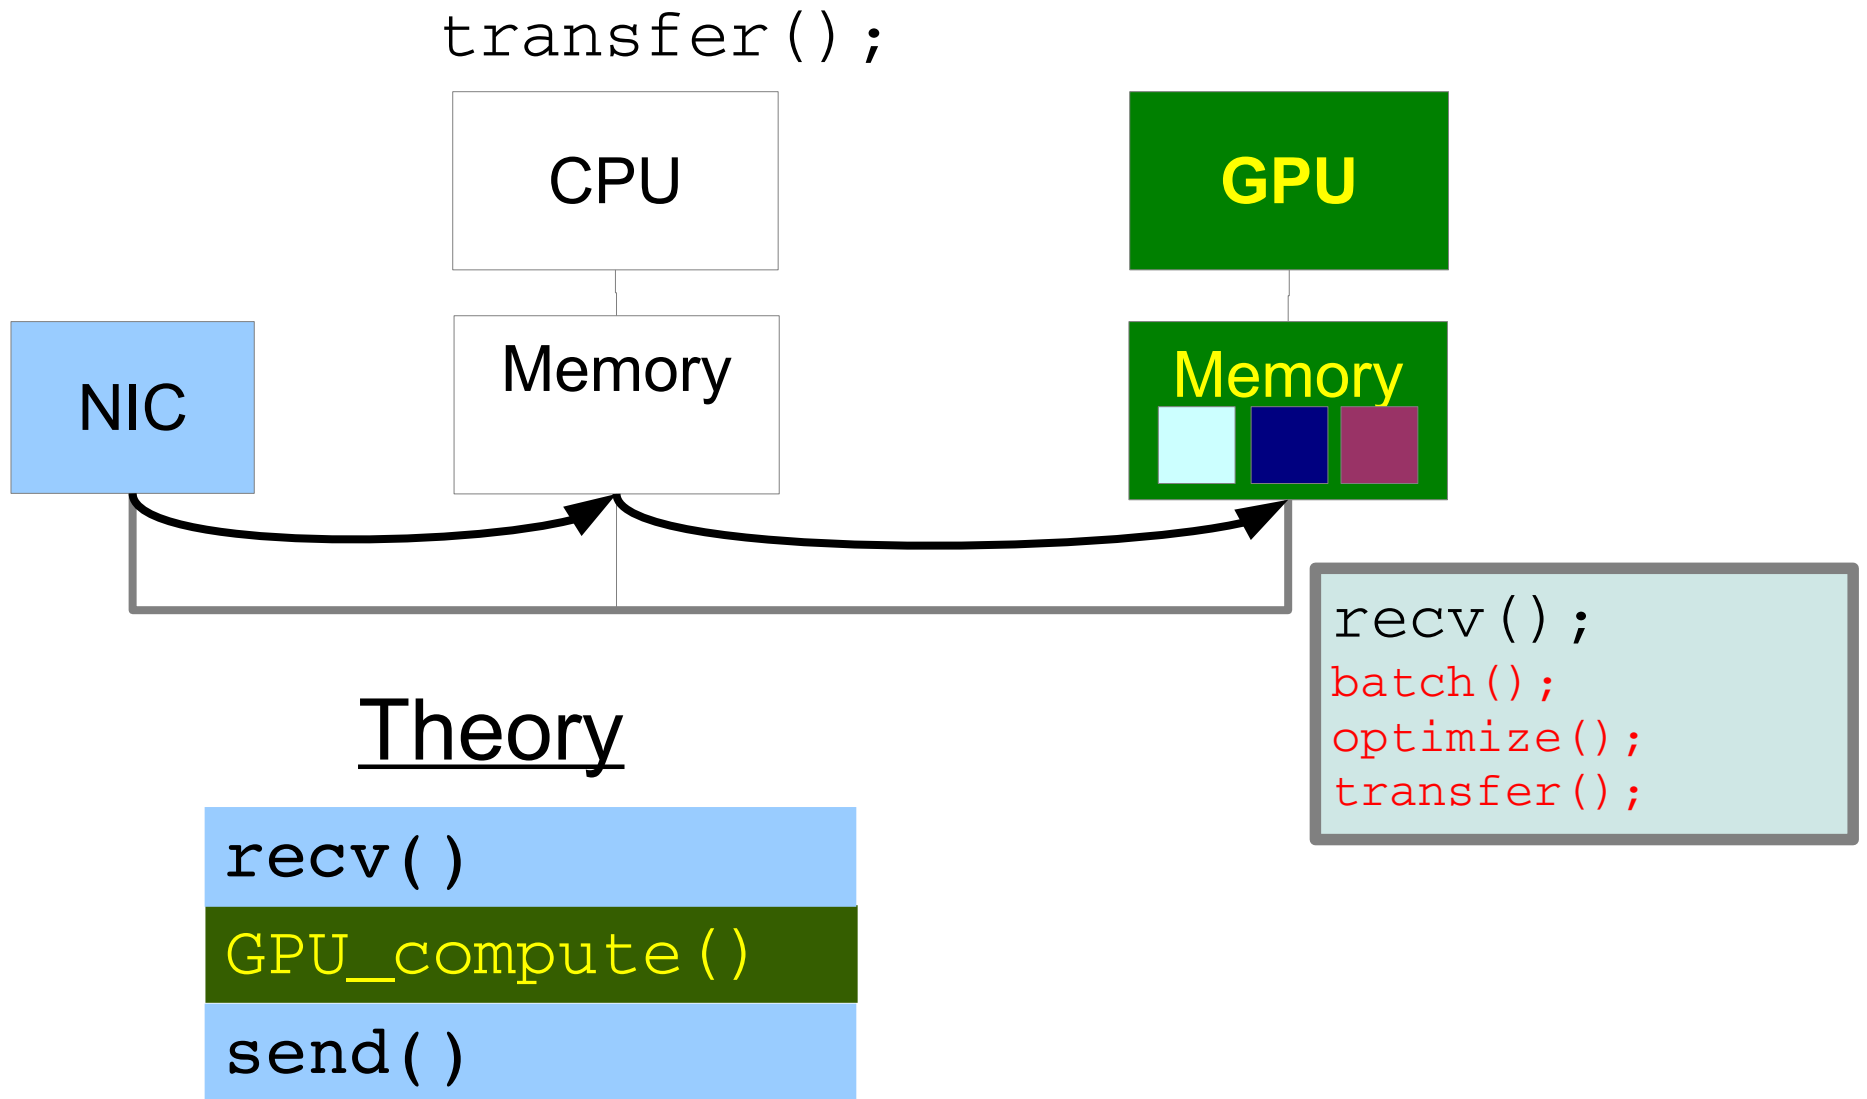 transfer();
CPU
GPU
NIC
Memory
Memory
recv();
batch();
optimize();
transfer();
Theory
recv()
GPU_compute()
send()